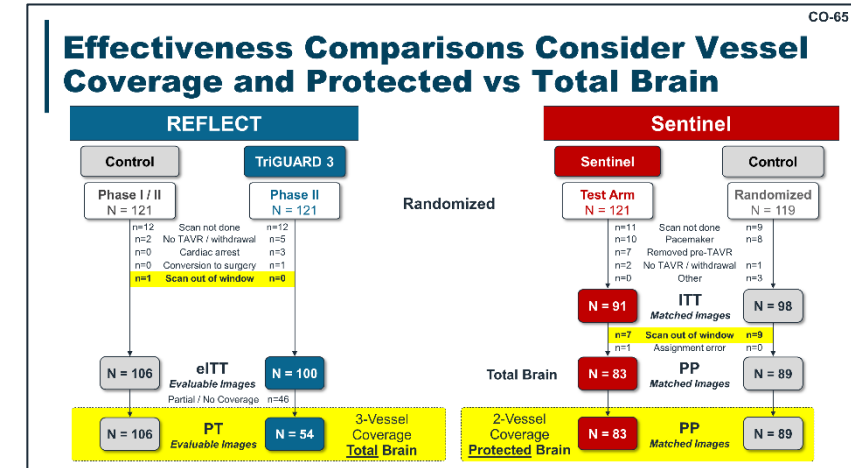 CO-65
Effectiveness Comparisons Consider Vessel
Coverage and Protected vs Total Brain
REFLECT
Sentinel
Control
TriGUARD 3
Sentinel
Control
Phase I / II
N = 121
Phase II
N = 121
Randomized
Test Arm
N = 121
Randomized
N = 119
n=12 Scan not done n=12
n=2 No TAVR / withdrawal n=5
n=0 Cardiac arrest n=3
n=0 Conversion to surgery n=1
n=1 Scan out of window n=0
n=11 Scan not done n=9
n=10 Pacemaker n=8
n=7 Removed pre-TAVR
n=2 No TAVR / withdrawal n=1
n=0 Other n=3
N = 91
ITT
Matched Images
N = 98
n=7 Scan out of window n=9
n=1 Assignment error n=0
N = 106
eITT
Evaluable Images
N = 100
Total Brain
N = 83
PP
Matched Images
N = 89
Partial / No Coverage n=46
N = 106
PT
Evaluable Images
N = 54
3-Vessel
Coverage
Total Brain
2-Vessel
Coverage
Protected Brain
N = 83
PP
Matched Images
N = 89